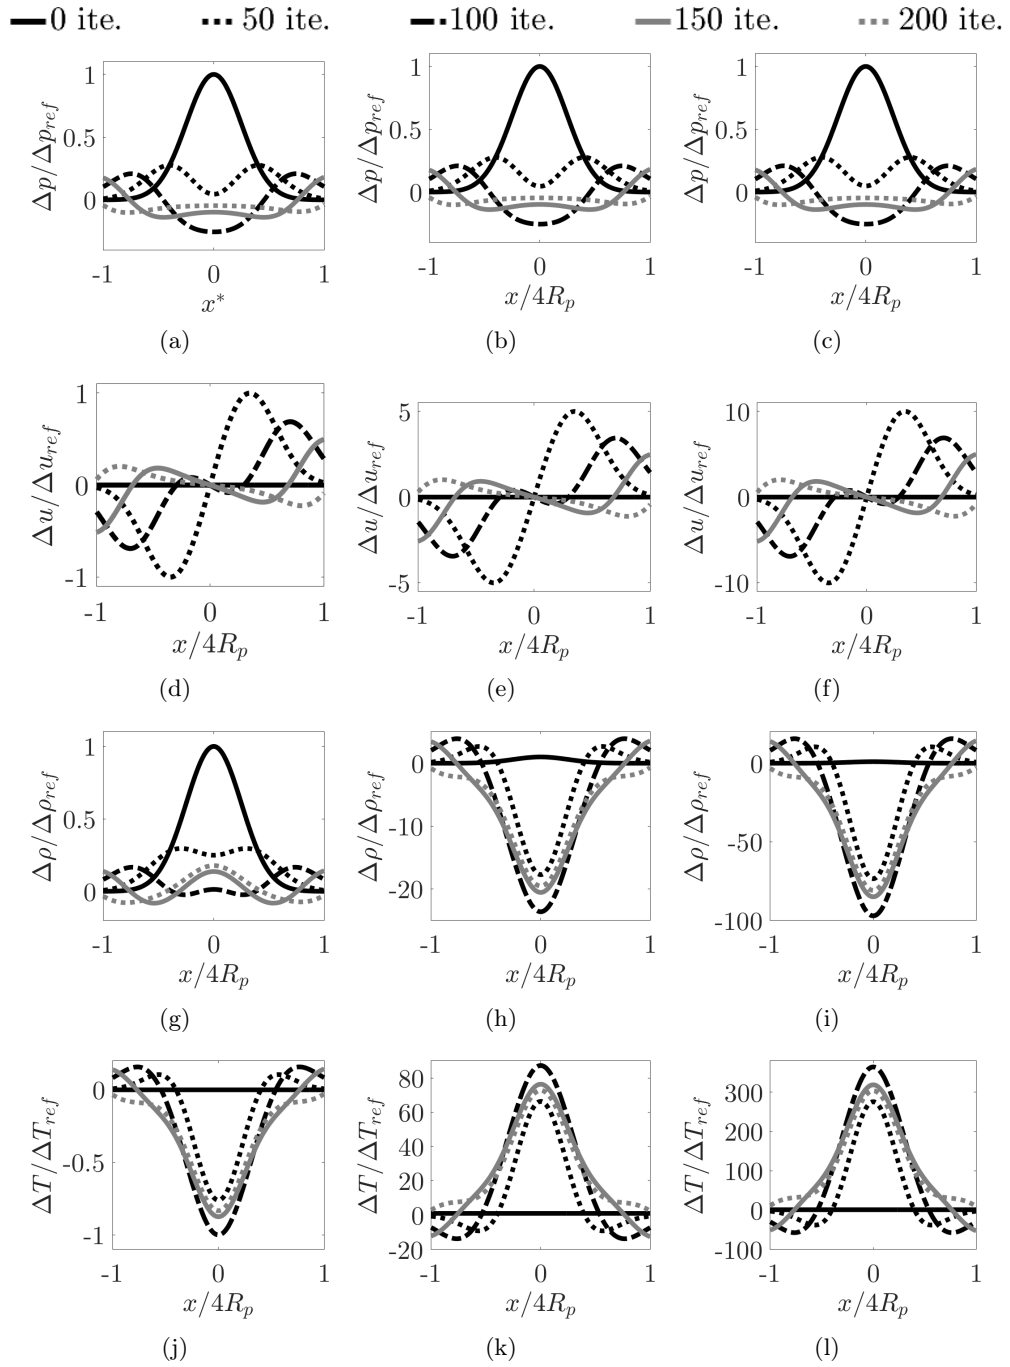 0 ite. 50 ite. 100 ite. 150 ite. 200 ite.
Δp/Δp_ref 1 0.5 0 -1 0 1 x* (a)
Δp/Δp_ref 1 0.5 0 -1 0 1 x/4R_p (b)
Δp/Δp_ref 1 0.5 0 -1 0 1 x/4R_p (c)
Δu/Δu_ref 1 0 -1 -1 0 1 x/4R_p (d)
Δu/Δu_ref 5 0 -5 -1 0 1 x/4R_p (e)
Δu/Δu_ref 10 0 -10 -1 0 1 x/4R_p (f)
Δρ/Δρ_ref 1 0.5 0 -1 0 1 x/4R_p (g)
Δρ/Δρ_ref 0 -10 -20 -1 0 1 x/4R_p (h)
Δρ/Δρ_ref 0 -50 -100 -1 0 1 x/4R_p (i)
ΔT/ΔT_ref 0 -0.5 -1 -1 0 1 x/4R_p (j)
ΔT/ΔT_ref 80 60 40 20 0 -20 -1 0 1 x/4R_p (k)
ΔT/ΔT_ref 300 200 100 0 -100 -1 0 1 x/4R_p (l)